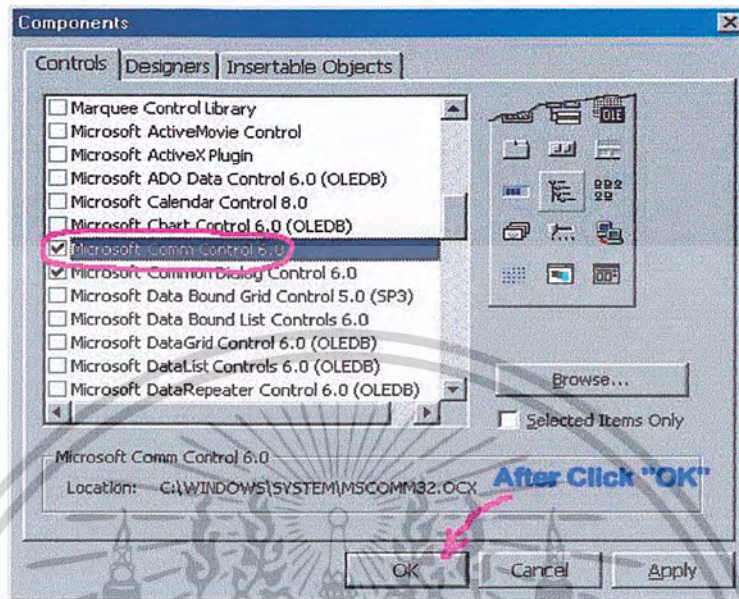 Components
Controls
Designers
Insertable Objects
Marquee Control Library
Microsoft ActiveMovie Control
Microsoft ActiveX Plugin
Microsoft ADO Data Control 6.0 (OLEDB)
Microsoft Calendar Control 8.0
Microsoft Chart Control 6.0 (OLEDB)
Microsoft Comm Control 6.0
Microsoft Common Dialog Control 6.0
Microsoft Data Bound Grid Control 5.0 (SP3)
Microsoft Data Bound List Controls 6.0
Microsoft DataGrid Control 6.0 (OLEDB)
Microsoft DataList Controls 6.0 (OLEDB)
Microsoft DataRepeater Control 6.0 (OLEDB)
OLE
Browse...
Selected Items Only
Microsoft Comm Control 6.0
Location: C:\WINDOWS\SYSTEM\MSCOMM32.OCX
After Click "OK"
OK
Cancel
Apply